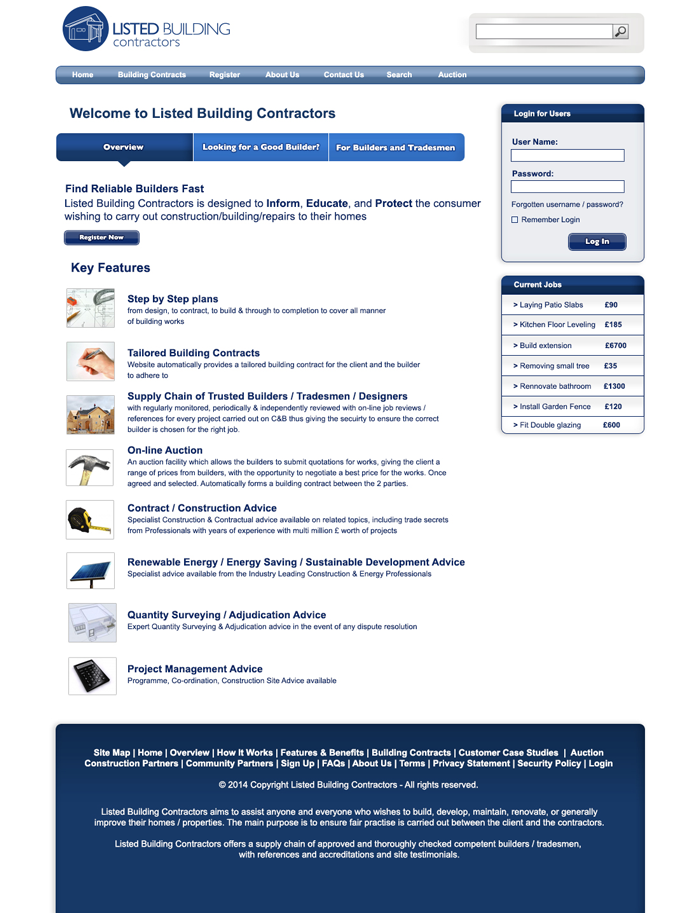 LISTED BUILDING
contractors
Home Building Contracts Register About Us Contact Us Search Auction
Welcome to Listed Building Contractors
Overview Looking for a Good Builder? For Builders and Tradesmen
Find Reliable Builders Fast
Listed Building Contractors is designed to Inform, Educate, and Protect the consumer
wishing to carry out construction/building/repairs to their homes
Register Now
Key Features
Step by Step plans
from design, to contract, to build & through to completion to cover all manner
of building works
Tailored Building Contracts
Website automatically provides a tailored building contract for the client and the builder
to adhere to
Supply Chain of Trusted Builders / Tradesmen / Designers
with regularly monitored, periodically & independently reviewed with on-line job reviews /
references for every project carried out on C&B thus giving the secuirty to ensure the correct
builder is chosen for the right job.
On-line Auction
An auction facility which allows the builders to submit quotations for works, giving the client a
range of prices from builders, with the opportunity to negotiate a best price for the works. Once
agreed and selected. Automatically forms a building contract between the 2 parties.
Contract / Construction Advice
Specialist Construction & Contractual advice available on related topics, including trade secrets
from Professionals with years of experience with multi million £ worth of projects
Renewable Energy / Energy Saving / Sustainable Development Advice
Specialist advice available from the Industry Leading Construction & Energy Professionals
Quantity Surveying / Adjudication Advice
Expert Quantity Surveying & Adjudication advice in the event of any dispute resolution
Project Management Advice
Programme, Co-ordination, Construction Site Advice available
Login for Users
User Name:
Password:
Forgotten username / password?
Remember Login
Log In
Current Jobs
> Laying Patio Slabs £90
> Kitchen Floor Leveling £185
> Build extension £6700
> Removing small tree £35
> Rennovate bathroom £1300
> Install Garden Fence £120
> Fit Double glazing £600
Site Map | Home | Overview | How It Works | Features & Benefits | Building Contracts | Customer Case Studies | Auction
Construction Partners | Community Partners | Sign Up | FAQs | About Us | Terms | Privacy Statement | Security Policy | Login
© 2014 Copyright Listed Building Contractors - All rights reserved.
Listed Building Contractors aims to assist anyone and everyone who wishes to build, develop, maintain, renovate, or generally
improve their homes / properties. The main purpose is to ensure fair practise is carried out between the client and the contractors.
Listed Building Contractors offers a supply chain of approved and thoroughly checked competent builders / tradesmen,
with references and accreditations and site testimonials.